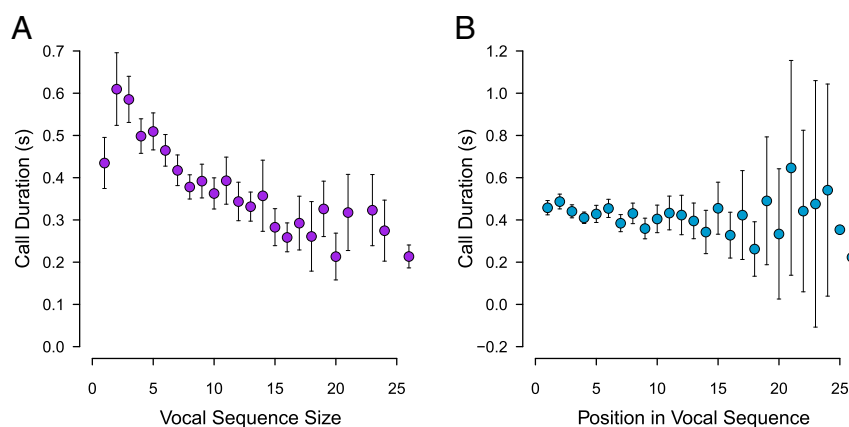 A
B
0.7
0.6
0.5
0.4
0.3
0.2
0.1
0.0
Call Duration (s)
0 5 10 15 20 25
Vocal Sequence Size
1.2
1.0
0.8
0.6
0.4
0.2
0.0
−0.2
Call Duration (s)
0 5 10 15 20 25
Position in Vocal Sequence